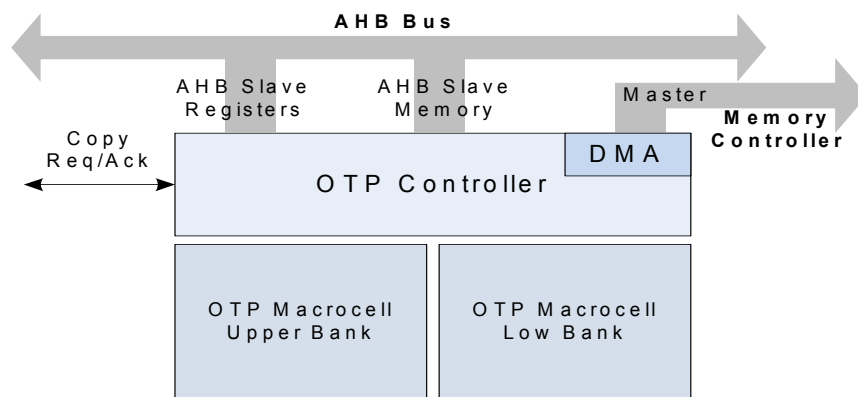 AHB Bus
AHB Slave
Registers
AHB Slave
Memory
Master
Memory
Controller
Copy
Req/Ack
DMA
OTP Controller
OTP Macrocell
Upper Bank
OTP Macrocell
Low Bank